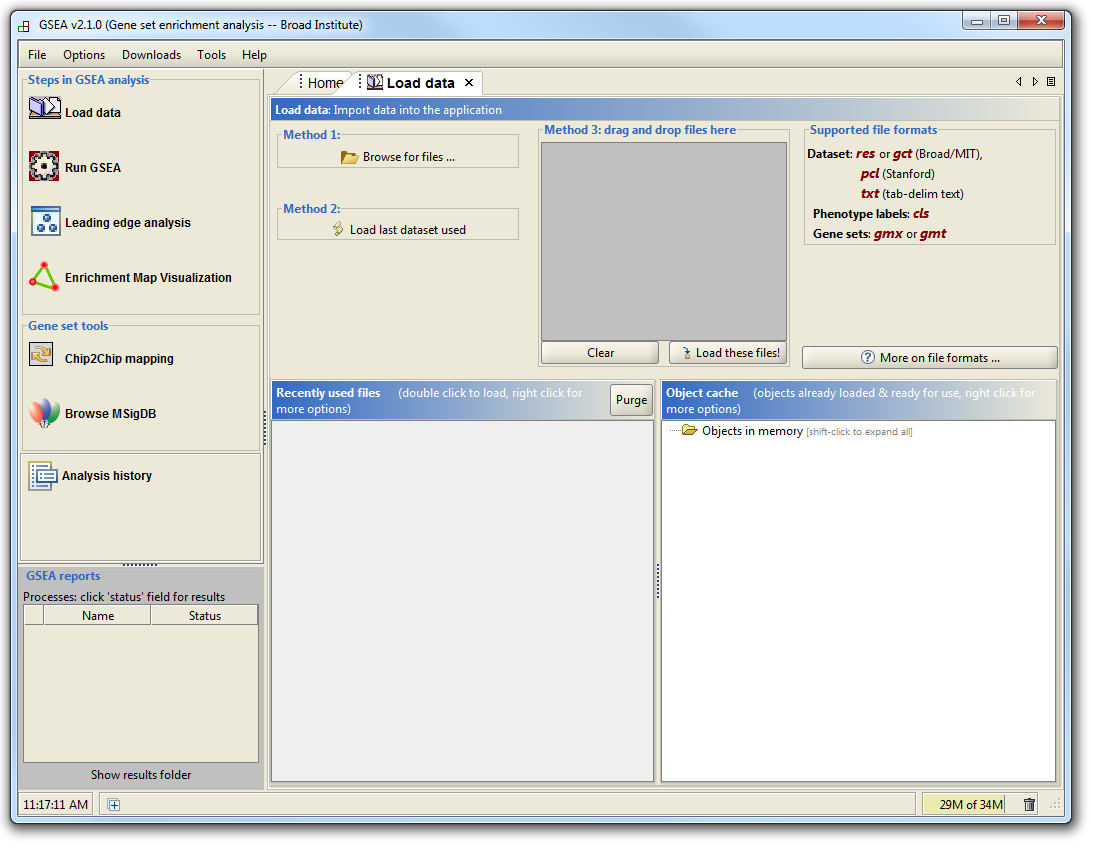 GSEA v2.1.0 (Gene set enrichment analysis -- Broad Institute)
File Options Downloads Tools Help
Steps in GSEA analysis
Load data
Run GSEA
Leading edge analysis
Enrichment Map Visualization
Gene set tools
Chip2Chip mapping
Browse MSigDB
Analysis history
GSEA reports
Processes: click 'status' field for results
Name Status
Show results folder
Home Load data
Load data: Import data into the application
Method 1:
Browse for files ...
Method 2:
Load last dataset used
Method 3: drag and drop files here
Clear Load these files!
Supported file formats
Dataset: res or gct (Broad/MIT),
pcl (Stanford)
txt (tab-delim text)
Phenotype labels: cls
Gene sets: gmx or gmt
More on file formats ...
Recently used files (double click to load, right click for
more options)
Purge
Object cache (objects already loaded & ready for use, right click for
more options)
Objects in memory [shift-click to expand all]
11:17:11 AM
29M of 34M